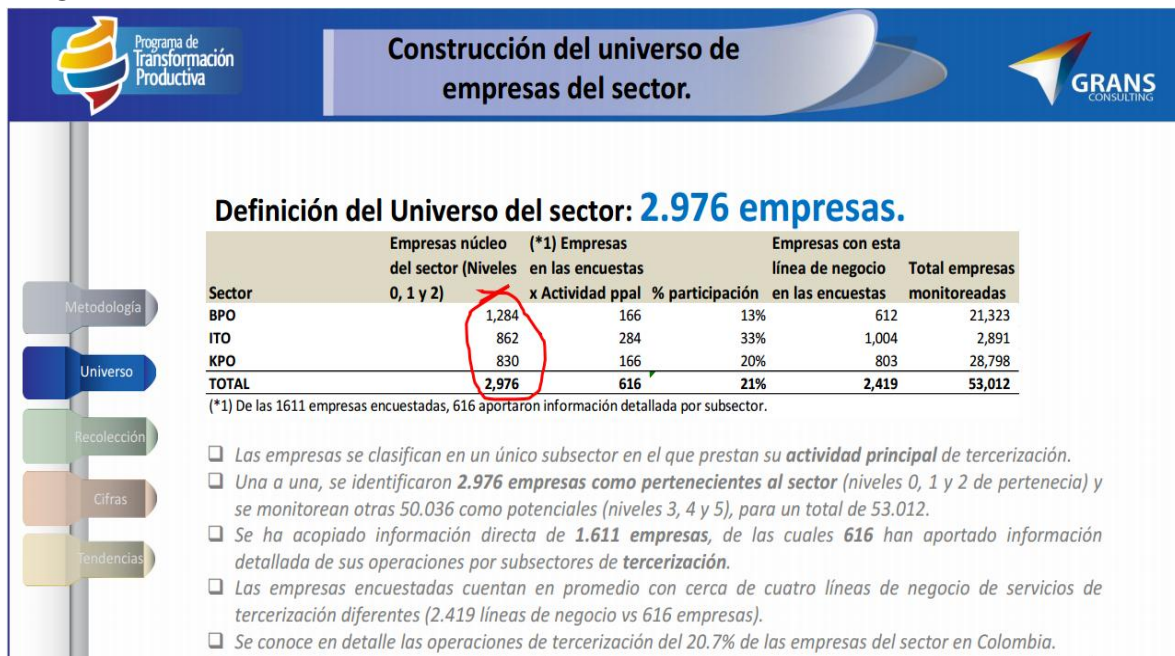 Programa de
Transformación
Productiva
Construcción del universo de
empresas del sector.
GRANS
CONSULTING
Definición del Universo del sector: 2.976 empresas.
Empresas núcleo (*1) Empresas Empresas con esta
del sector (Niveles en las encuestas línea de negocio Total empresas
Sector 0, 1 y 2) x Actividad ppal % participación en las encuestas monitoreadas
BPO 1,284 166 13% 612 21,323
ITO 862 284 33% 1,004 2,891
KPO 830 166 20% 803 28,798
TOTAL 2,976 616 21% 2,419 53,012
(*1) De las 1611 empresas encuestadas, 616 aportaron información detallada por subsector.
Metodología
Universo
Recolección
Cifras
Tendencias
Las empresas se clasifican en un único subsector en el que prestan su actividad principal de tercerización.
Una a una, se identificaron 2.976 empresas como pertenecientes al sector (niveles 0, 1 y 2 de pertenecia) y
se monitorean otras 50.036 como potenciales (niveles 3, 4 y 5), para un total de 53.012.
Se ha acopiado información directa de 1.611 empresas, de las cuales 616 han aportado información
detallada de sus operaciones por subsectores de tercerización.
Las empresas encuestadas cuentan en promedio con cerca de cuatro líneas de negocio de servicios de
tercerización diferentes (2.419 líneas de negocio vs 616 empresas).
Se conoce en detalle las operaciones de tercerización del 20.7% de las empresas del sector en Colombia.